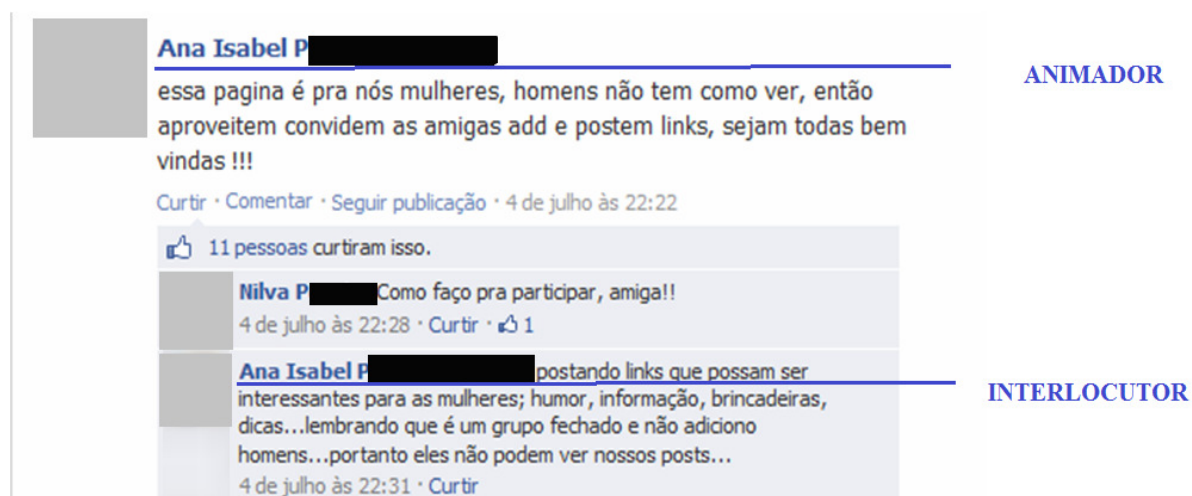 Ana Isabel P
ANIMADOR
essa pagina é pra nós mulheres, homens não tem como ver, então
aproveitem convidem as amigas add e postem links, sejam todas bem
vindas !!!
Curtir · Comentar · Seguir publicação · 4 de julho às 22:22
11 pessoas curtiram isso.
Nilva P Como faço pra participar, amiga!!
4 de julho às 22:28 · Curtir · 1
Ana Isabel P postando links que possam ser
INTERLOCUTOR
interessantes para as mulheres; humor, informação, brincadeiras,
dicas...lembrando que é um grupo fechado e não adiciono
homens...portanto eles não podem ver nossos posts...
4 de julho às 22:31 · Curtir